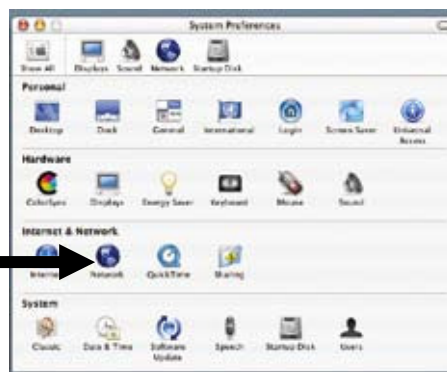 System Preferences
Show All Displays Sound Network Startup Disk
Personal
Desktop Dock General International Login Screen Saver Universal Access
Hardware
ColorSync Displays Energy Saver Keyboard Mouse Sound
Internet & Network
Internet Network QuickTime Sharing
System
Classic Date & Time Software Update Speech Startup Disk Users